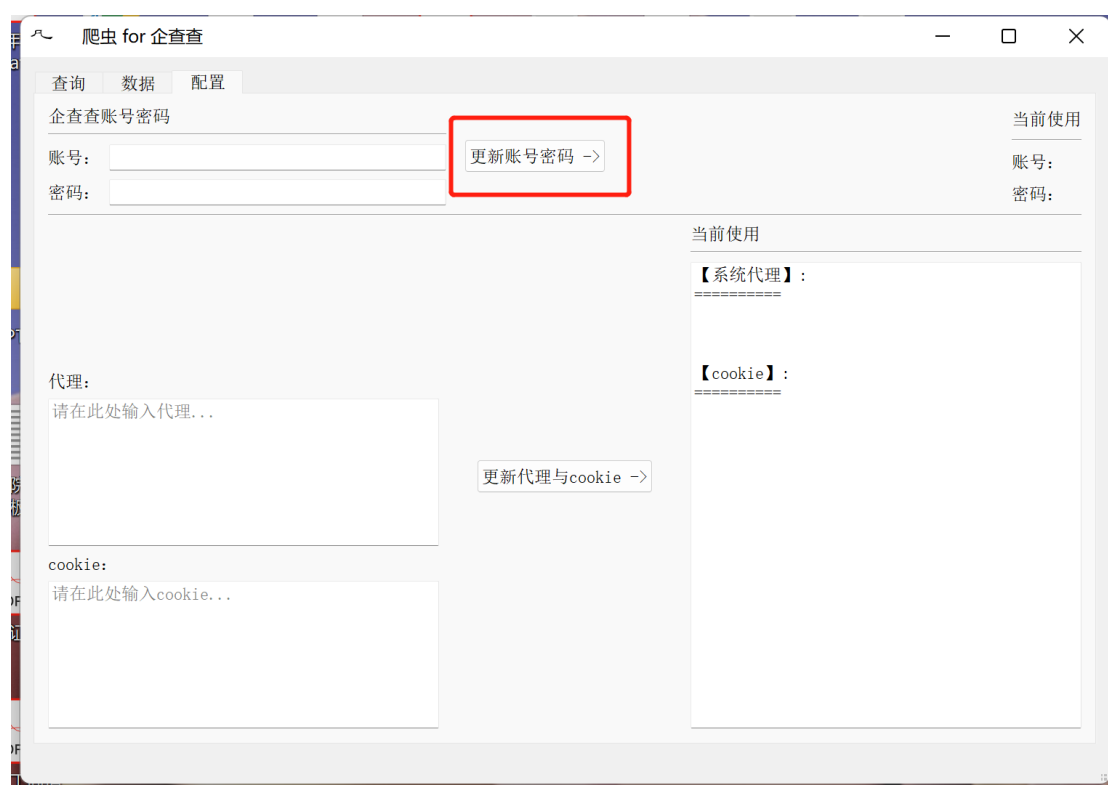 爬虫 for 企查查
查询 数据 配置
企查查账号密码
当前使用
账号:
更新账号密码 ->
账号:
密码:
密码:
当前使用
【系统代理】:
==========
【cookie】:
==========
代理:
请在此处输入代理...
更新代理与cookie ->
cookie:
请在此处输入cookie...